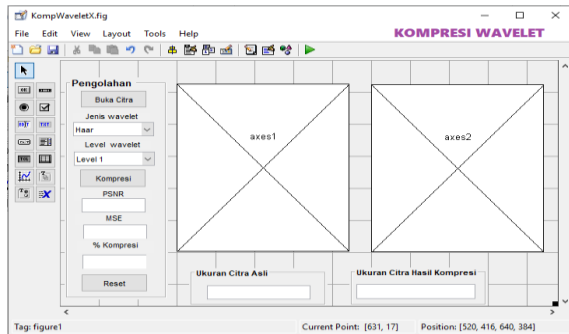 KompWaveletX.fig
File Edit View Layout Tools Help
KOMPRESI WAVELET
Pengolahan
Buka Citra
Jenis wavelet
Haar
Level wavelet
Level 1
Kompresi
PSNR
MSE
% Kompresi
Reset
axes1
axes2
Ukuran Citra Asli
Ukuran Citra Hasil Kompresi
Tag: figure1
Current Point: [631, 17]
Position: [520, 416, 640, 384]